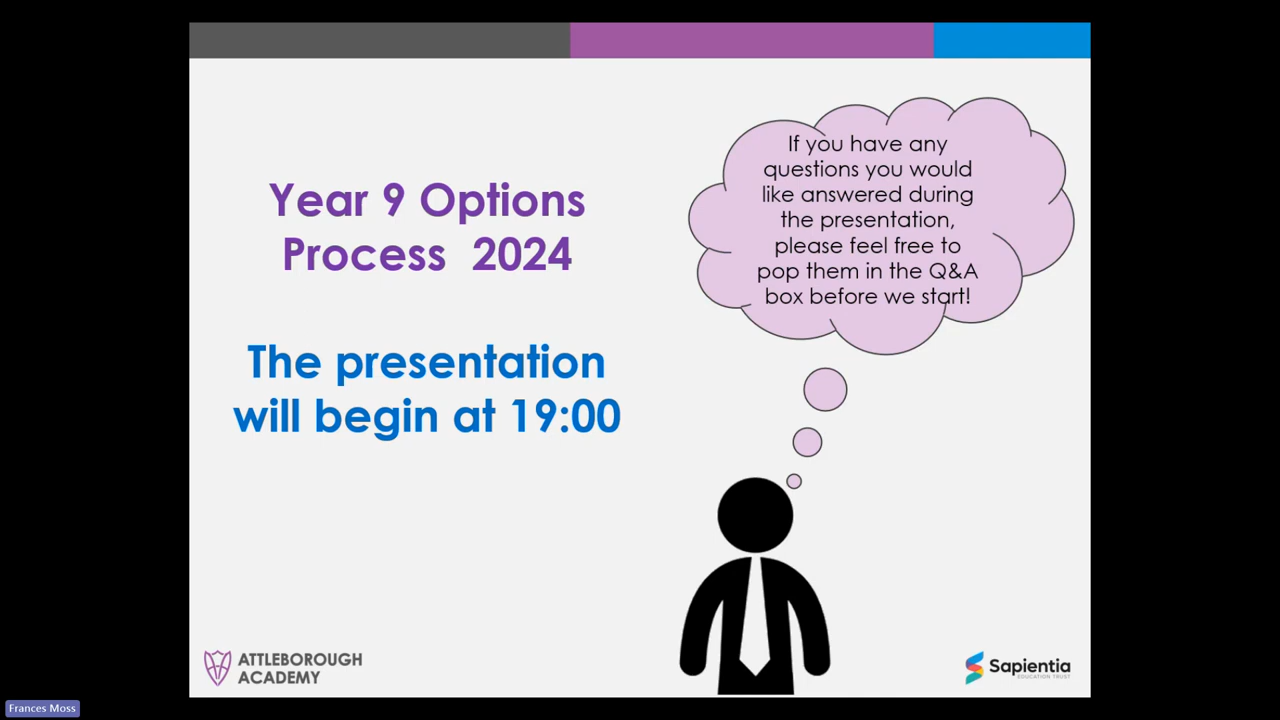 Year 9 Options
Process 2024
The presentation
will begin at 19:00
If you have any
questions you would
like answered during
the presentation,
please feel free to
pop them in the Q&A
box before we start!
ATTLEBOROUGH
ACADEMY
Sapientia
EDUCATION TRUST
Frances Moss